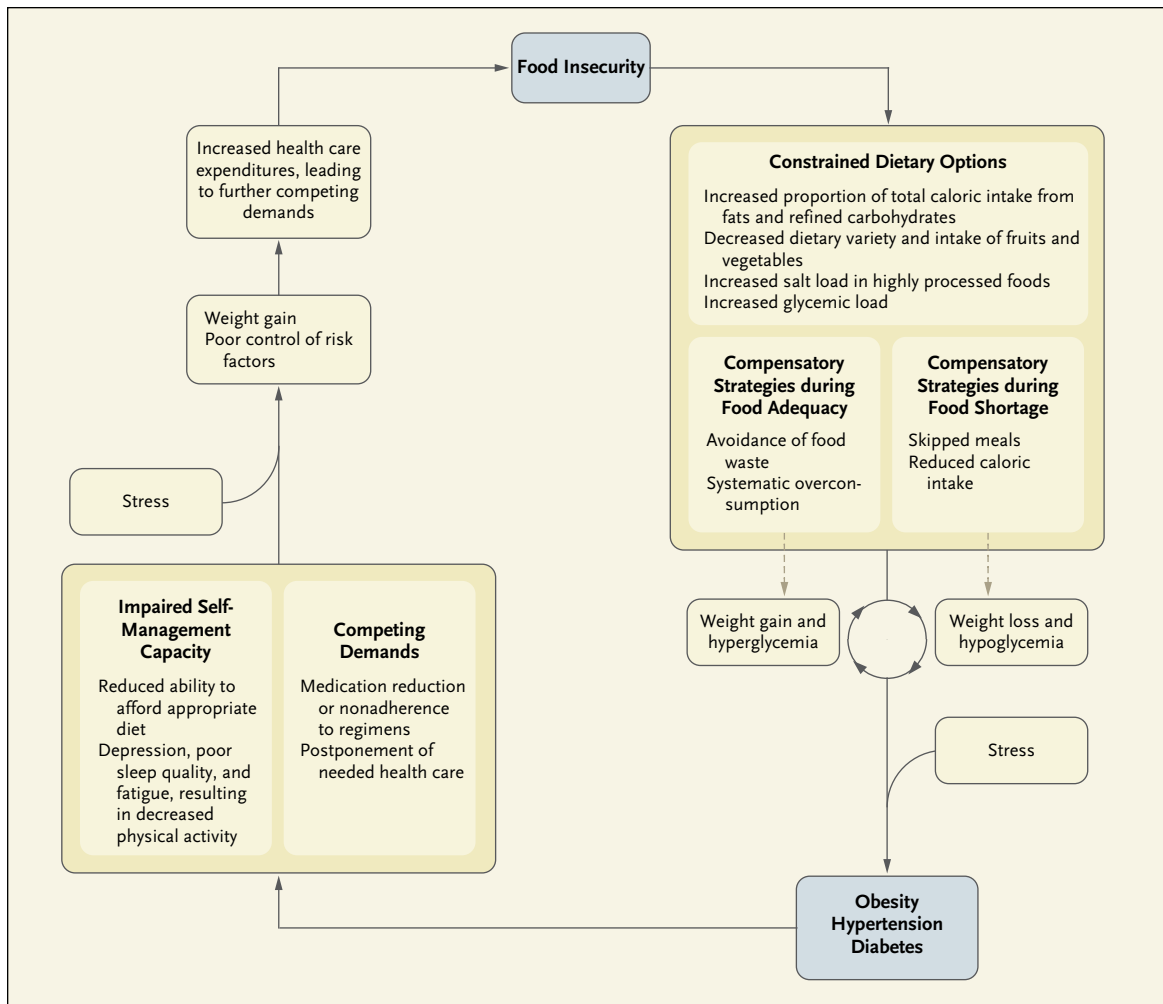 Food Insecurity
Increased health care
expenditures, leading
to further competing
demands
Weight gain
Poor control of risk
factors
Stress
Impaired Self-
Management
Capacity
Reduced ability to
afford appropriate
diet
Depression, poor
sleep quality, and
fatigue, resulting
in decreased
physical activity
Competing
Demands
Medication reduction
or nonadherence
to regimens
Postponement of
needed health care
Constrained Dietary Options
Increased proportion of total caloric intake from
fats and refined carbohydrates
Decreased dietary variety and intake of fruits and
vegetables
Increased salt load in highly processed foods
Increased glycemic load
Compensatory
Strategies during
Food Adequacy
Avoidance of food
waste
Systematic overcon-
sumption
Compensatory
Strategies during
Food Shortage
Skipped meals
Reduced caloric
intake
Weight gain and
hyperglycemia
Weight loss and
hypoglycemia
Stress
Obesity
Hypertension
Diabetes